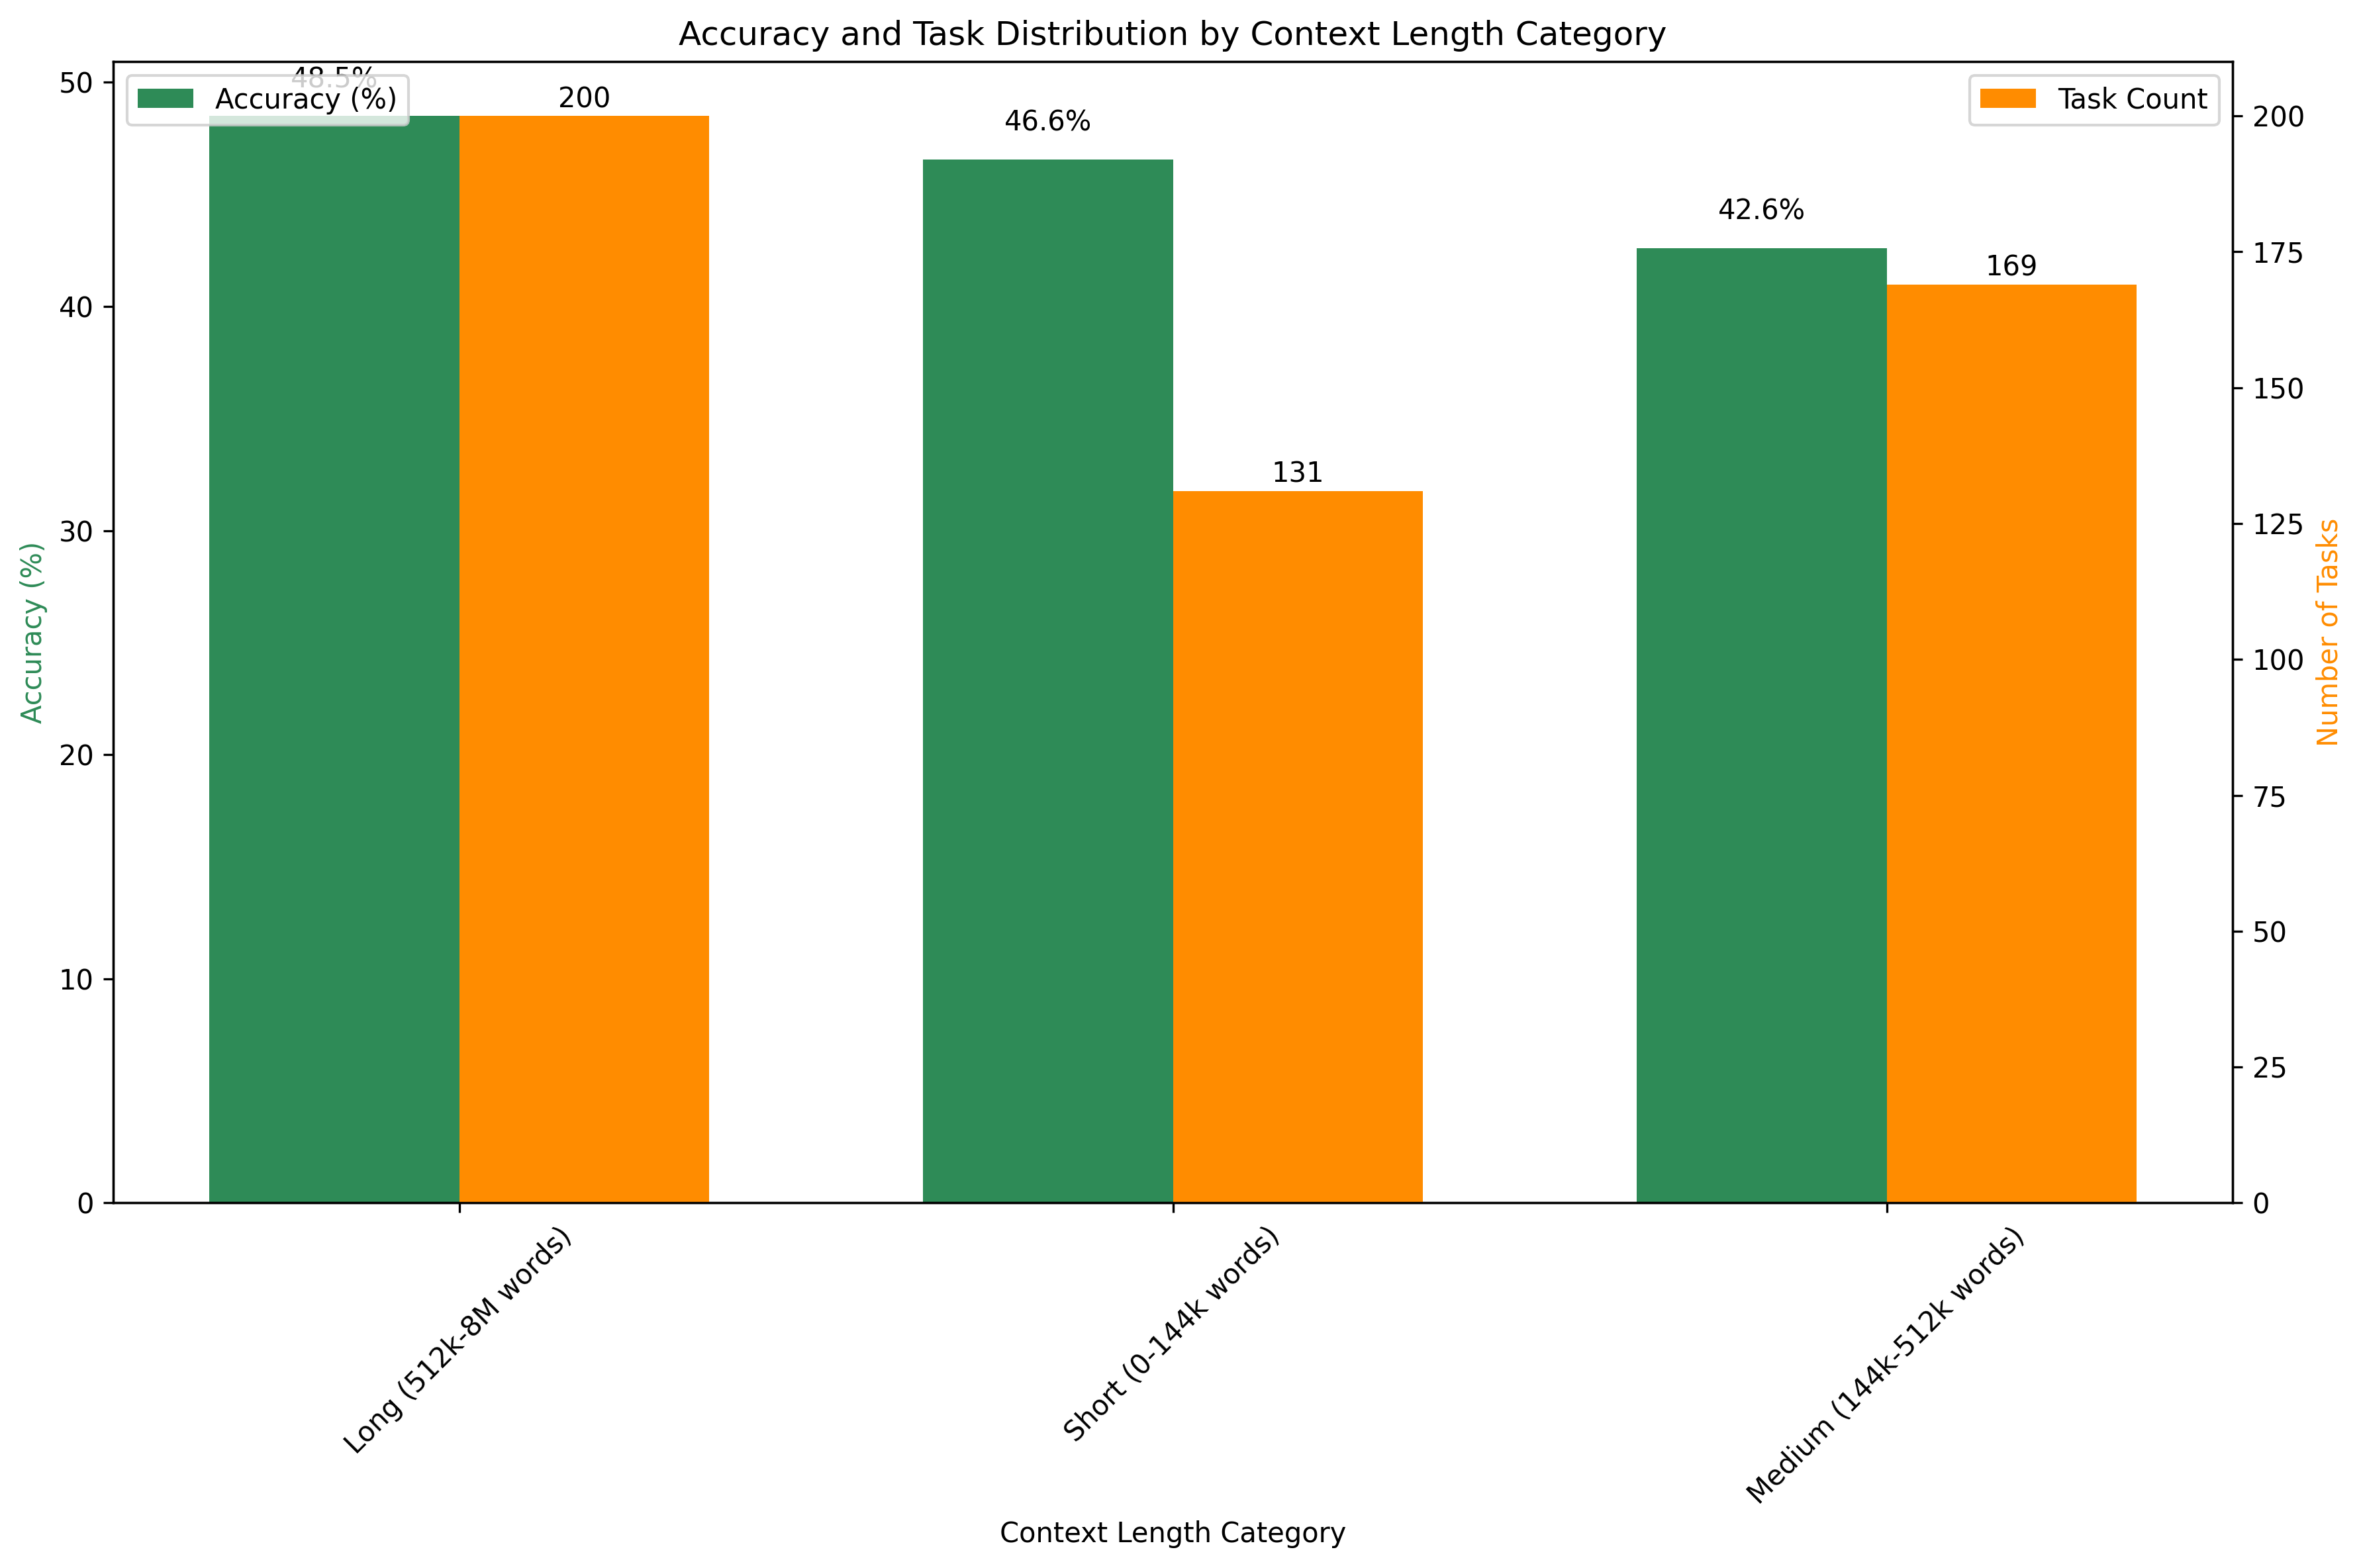 Accuracy and Task Distribution by Context Length Category
48.5%
Accuracy (%)
Task Count
200
46.6%
131
42.6%
169
50
40
30
20
10
0
Accuracy (%)
200
175
150
125
100
75
50
25
0
Number of Tasks
Long (512k-8M words)
Short (0-144k words)
Medium (144k-512k words)
Context Length Category